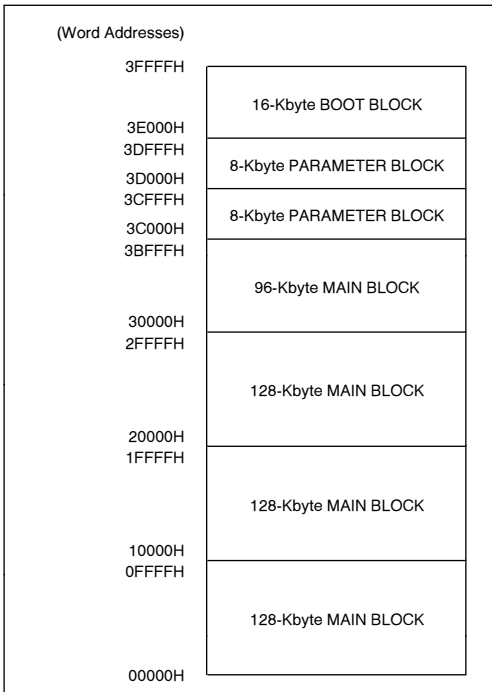 (Word Addresses)
3FFFFH
16-Kbyte BOOT BLOCK
3E000H
3DFFFH
8-Kbyte PARAMETER BLOCK
3D000H
3CFFFH
8-Kbyte PARAMETER BLOCK
3C000H
3BFFFH
96-Kbyte MAIN BLOCK
30000H
2FFFFH
128-Kbyte MAIN BLOCK
20000H
1FFFFH
128-Kbyte MAIN BLOCK
10000H
0FFFFH
128-Kbyte MAIN BLOCK
00000H